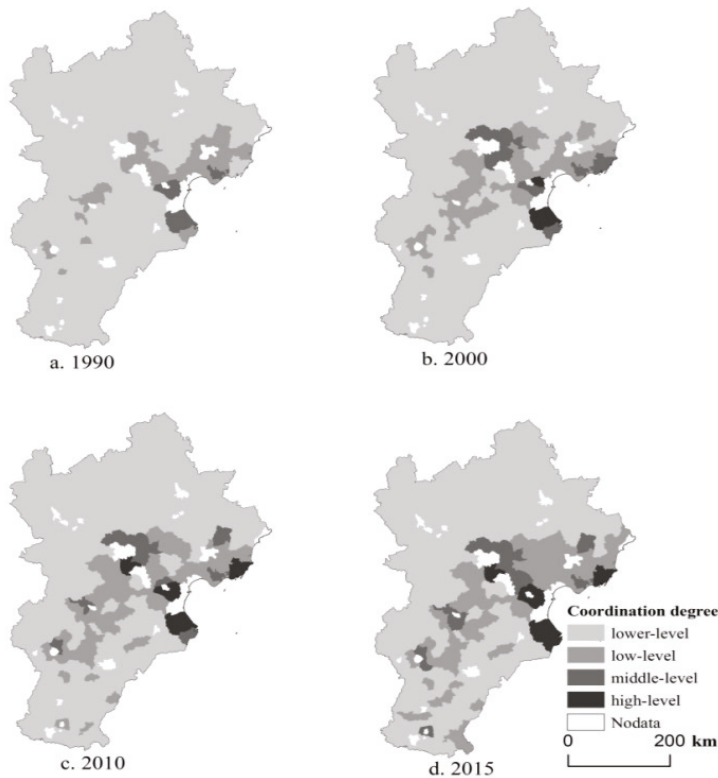 a. 1990
b. 2000
c. 2010
d. 2015
Coordination degree
lower-level
low-level
middle-level
high-level
Nodata
km
0 200